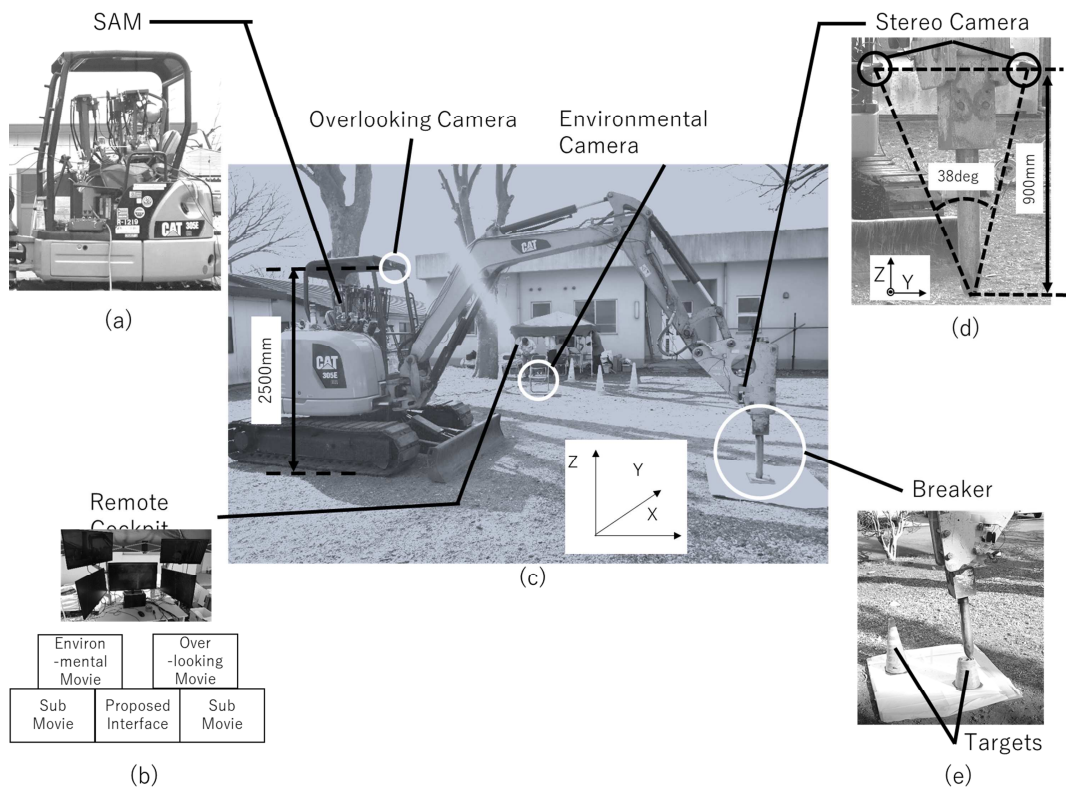 SAM
Stereo Camera
Overlooking Camera
Environmental
Camera
38deg
900mm
Z
Y
R-1219
CAT
305E
(a)
(d)
CAT
2500mm
CAT
305E
Z
Y
X
Remote
Cockpit
Breaker
(c)
Environ
-mental
Movie
Over
-looking
Movie
Sub
Movie
Proposed
Interface
Sub
Movie
Targets
(b)
(e)